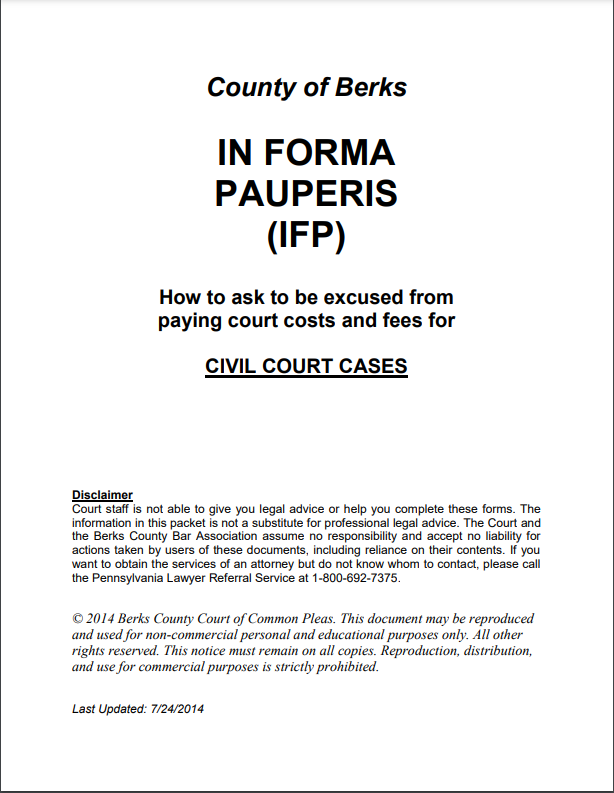 County of Berks
IN FORMA
PAUPERIS
(IFP)
How to ask to be excused from
paying court costs and fees for
CIVIL COURT CASES
Disclaimer
Court staff is not able to give you legal advice or help you complete these forms. The
information in this packet is not a substitute for professional legal advice. The Court and
the Berks County Bar Association assume no responsibility and accept no liability for
actions taken by users of these documents, including reliance on their contents. If you
want to obtain the services of an attorney but do not know whom to contact, please call
the Pennsylvania Lawyer Referral Service at 1-800-692-7375.
© 2014 Berks County Court of Common Pleas. This document may be reproduced
and used for non-commercial personal and educational purposes only. All other
rights reserved. This notice must remain on all copies. Reproduction, distribution,
and use for commercial purposes is strictly prohibited.
Last Updated: 7/24/2014